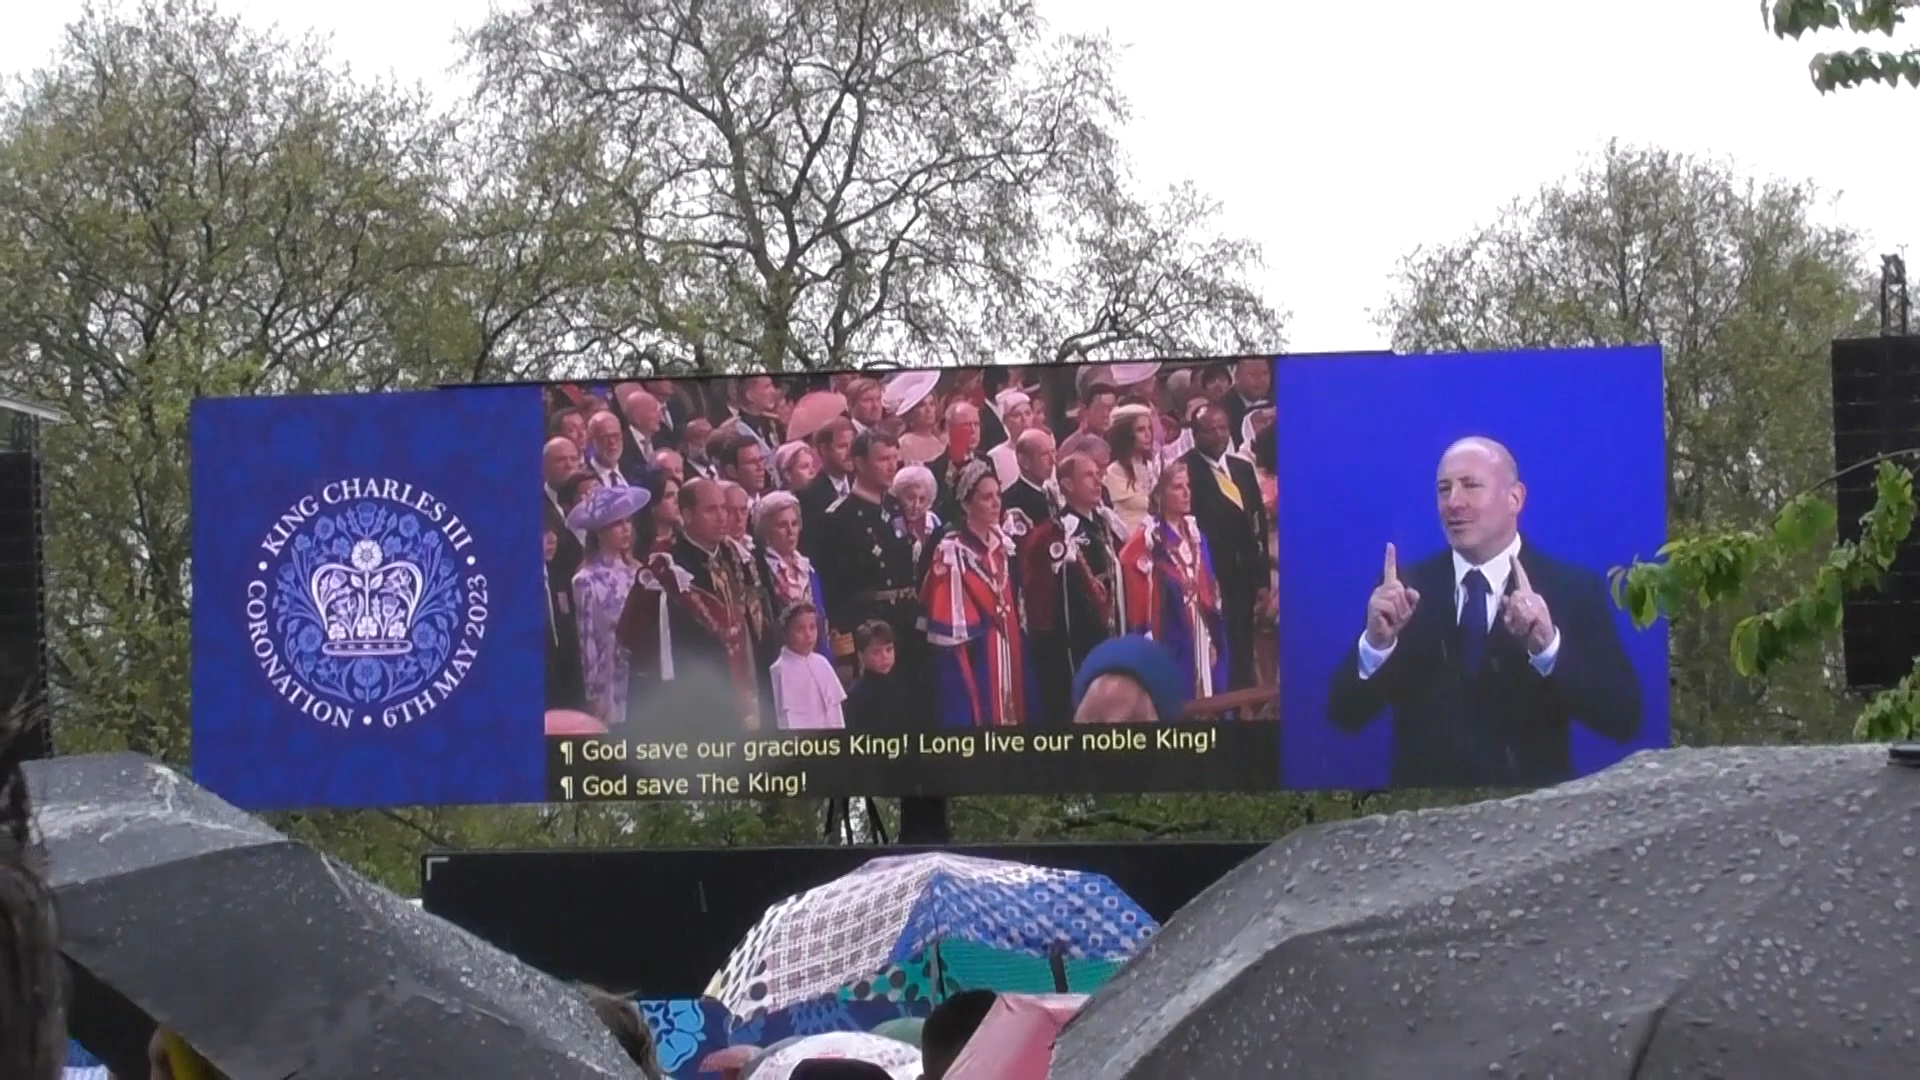 • KING CHARLES III •
CORONATION • 6TH MAY 2023
¶ God save our gracious King! Long live our noble King!
¶ God save The King!